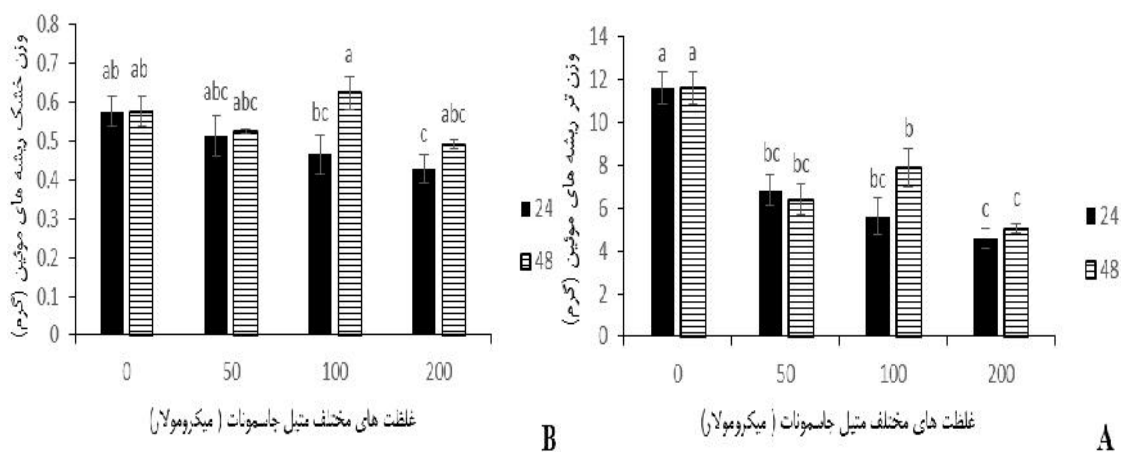 وزن خشک ریشه های موئین (گرم)
0.8
0.7
0.6
0.5
0.4
0.3
0.2
0.1
0
ab ab
abc abc
bc a
c abc
0 50 100 200
24
48
غلظت های مختلف متیل جاسمونات ( میکرومولار)
B
وزن تر ریشه های موئین (گرم)
14
12
10
8
6
4
2
0
a a
bc bc
bc b
c c
0 50 100 200
24
48
غلظت های مختلف متیل جاسمونات ( میکرومولار)
A